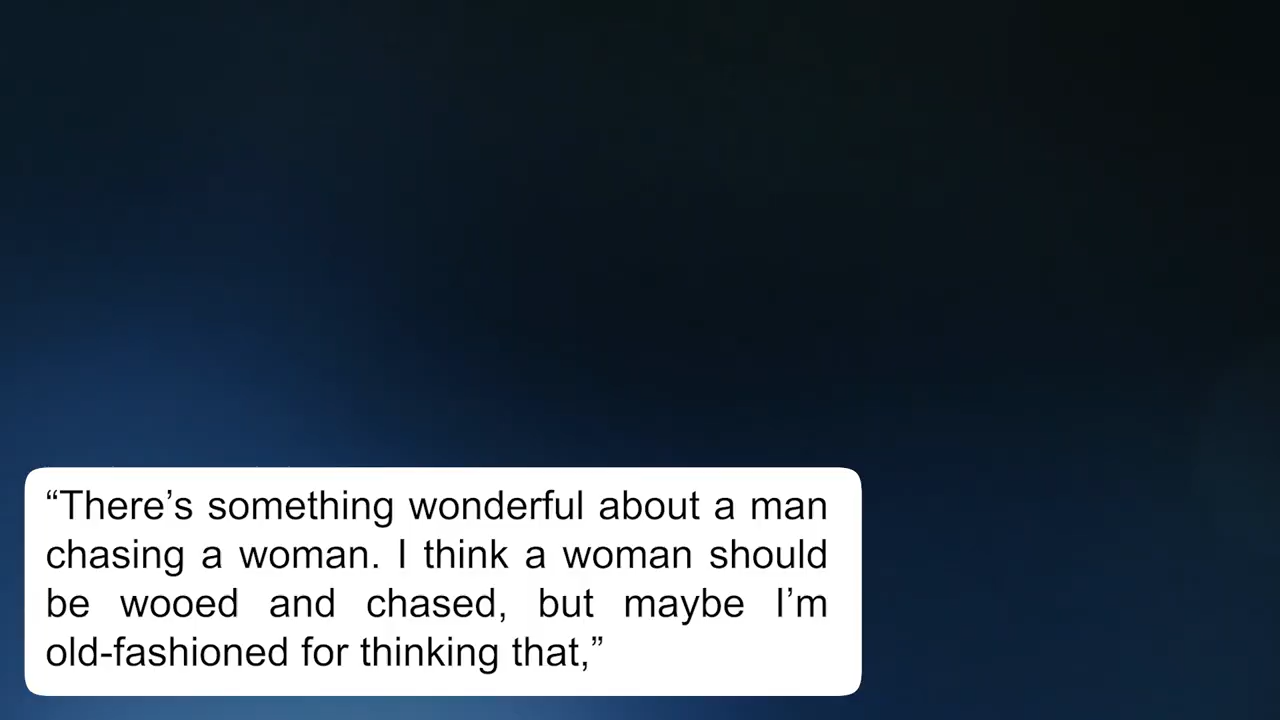 “There’s something wonderful about a man
chasing a woman. I think a woman should
be wooed and chased, but maybe I’m
old-fashioned for thinking that,”